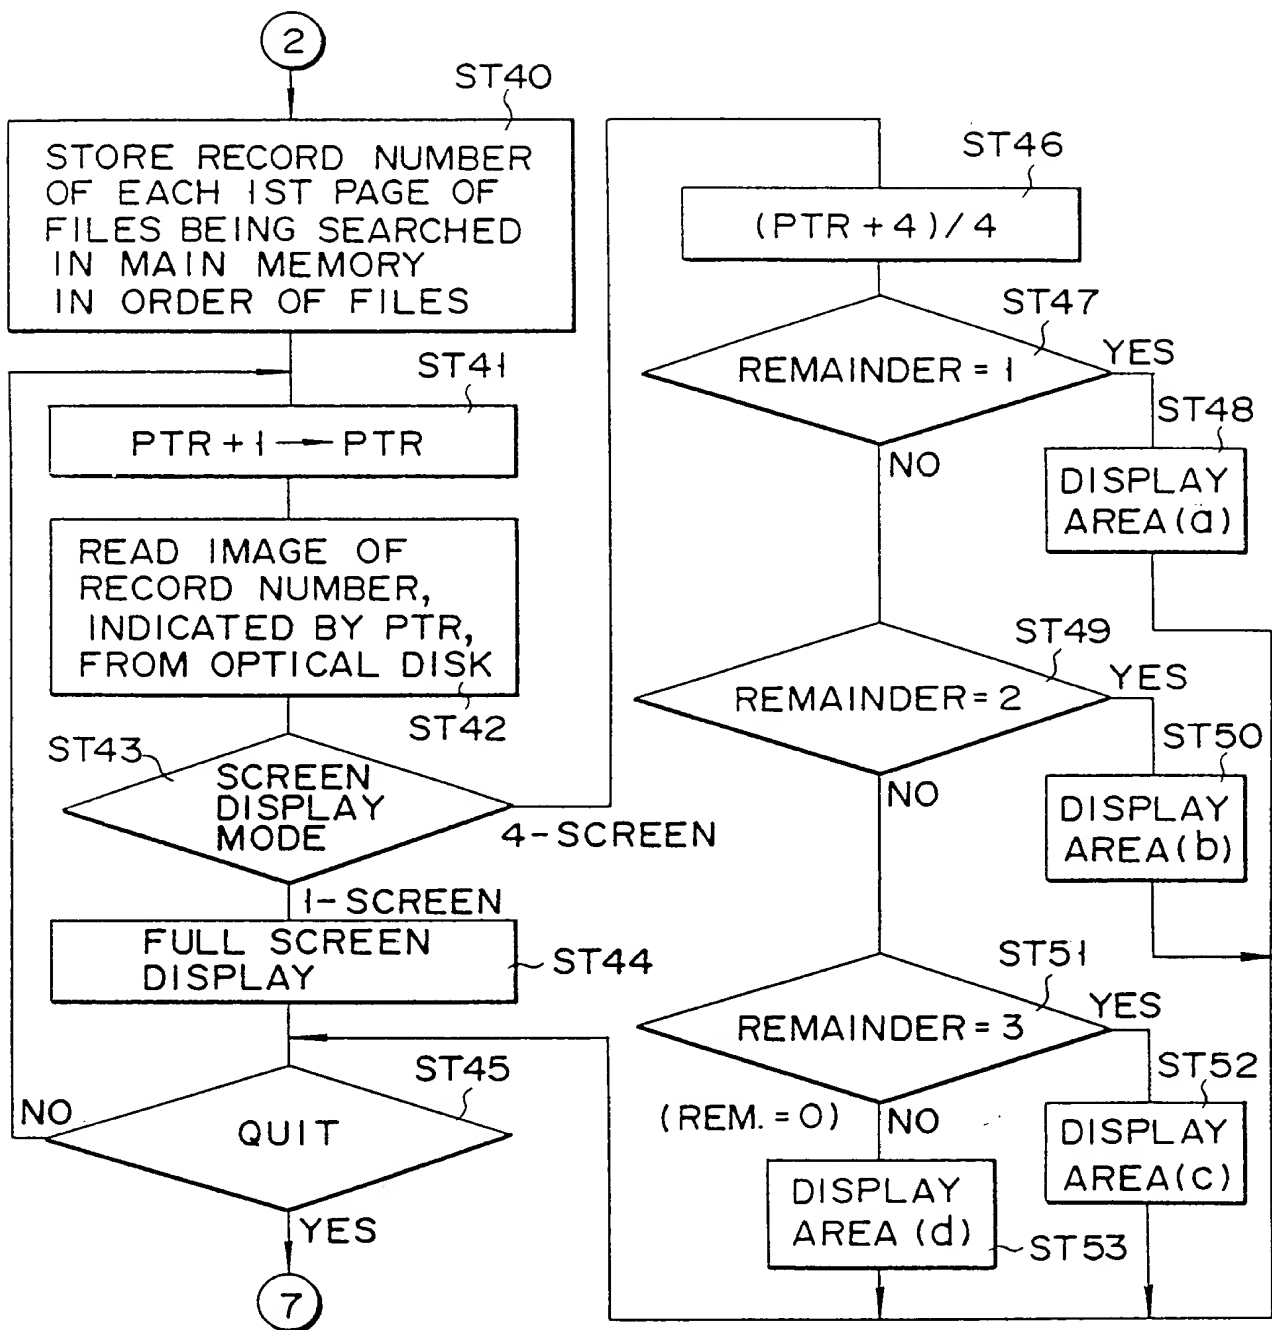 2
ST40
STORE RECORD NUMBER
OF EACH 1ST PAGE OF
FILES BEING SEARCHED
IN MAIN MEMORY
IN ORDER OF FILES
ST41
PTR + 1 → PTR
READ IMAGE OF
RECORD NUMBER,
INDICATED BY PTR,
FROM OPTICAL DISK
ST42
ST43
SCREEN
DISPLAY
MODE
4-SCREEN
1-SCREEN
FULL SCREEN
DISPLAY
ST44
ST45
NO
QUIT
YES
7
ST46
(PTR + 4) / 4
ST47
REMAINDER = 1
YES
NO
ST48
DISPLAY
AREA (a)
ST49
REMAINDER = 2
YES
NO
ST50
DISPLAY
AREA (b)
ST51
REMAINDER = 3
YES
(REM. = 0)
NO
ST52
DISPLAY
AREA (c)
DISPLAY
AREA (d)
ST53